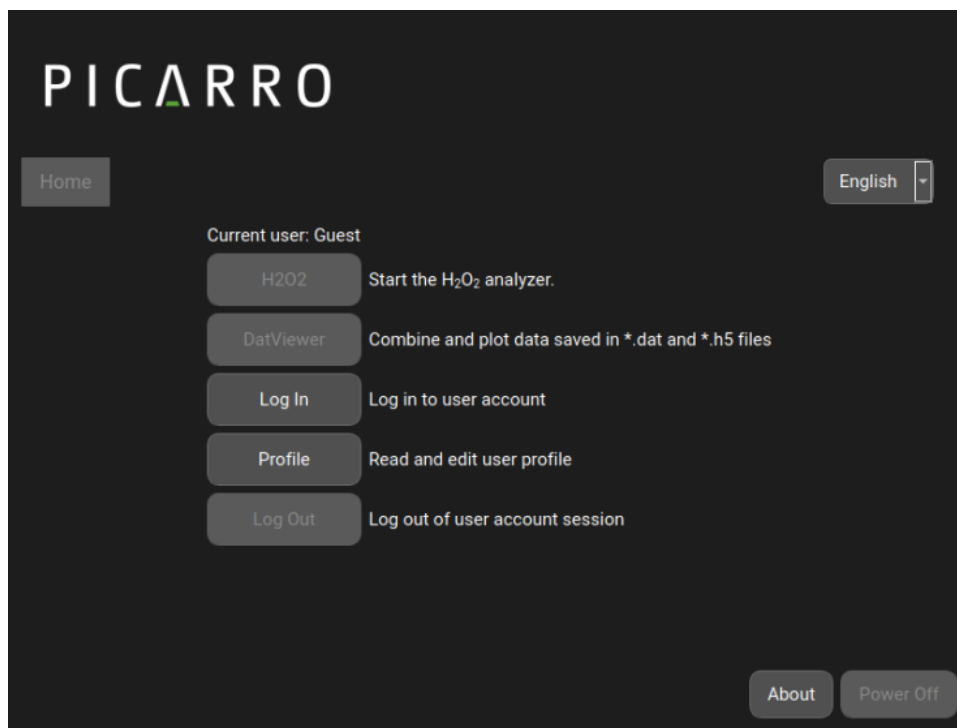 PICARRO
Home
English
Current user: Guest
H2O2 Start the H₂O₂ analyzer.
DatViewer Combine and plot data saved in *.dat and *.h5 files
Log In Log in to user account
Profile Read and edit user profile
Log Out Log out of user account session
About Power Off